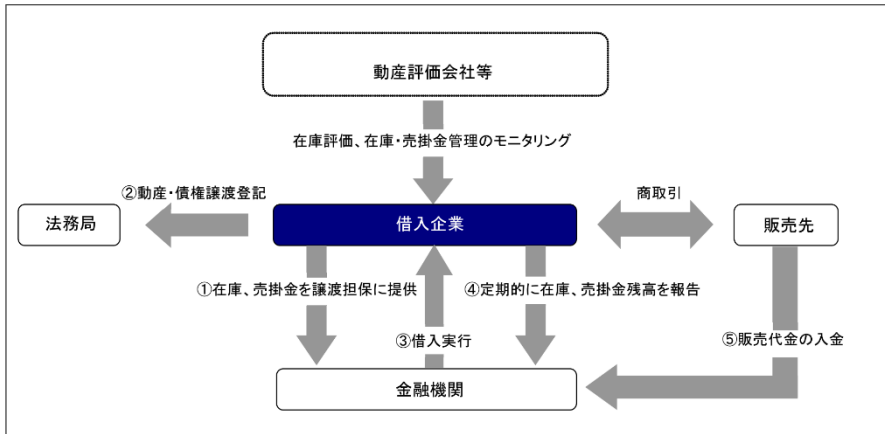 動産評価会社等
在庫評価、在庫・売掛金管理のモニタリング
②動産・債権譲渡登記
商取引
法務局
借入企業
販売先
①在庫、売掛金を譲渡担保に提供
④定期的に在庫、売掛金残高を報告
③借入実行
⑤販売代金の入金
金融機関